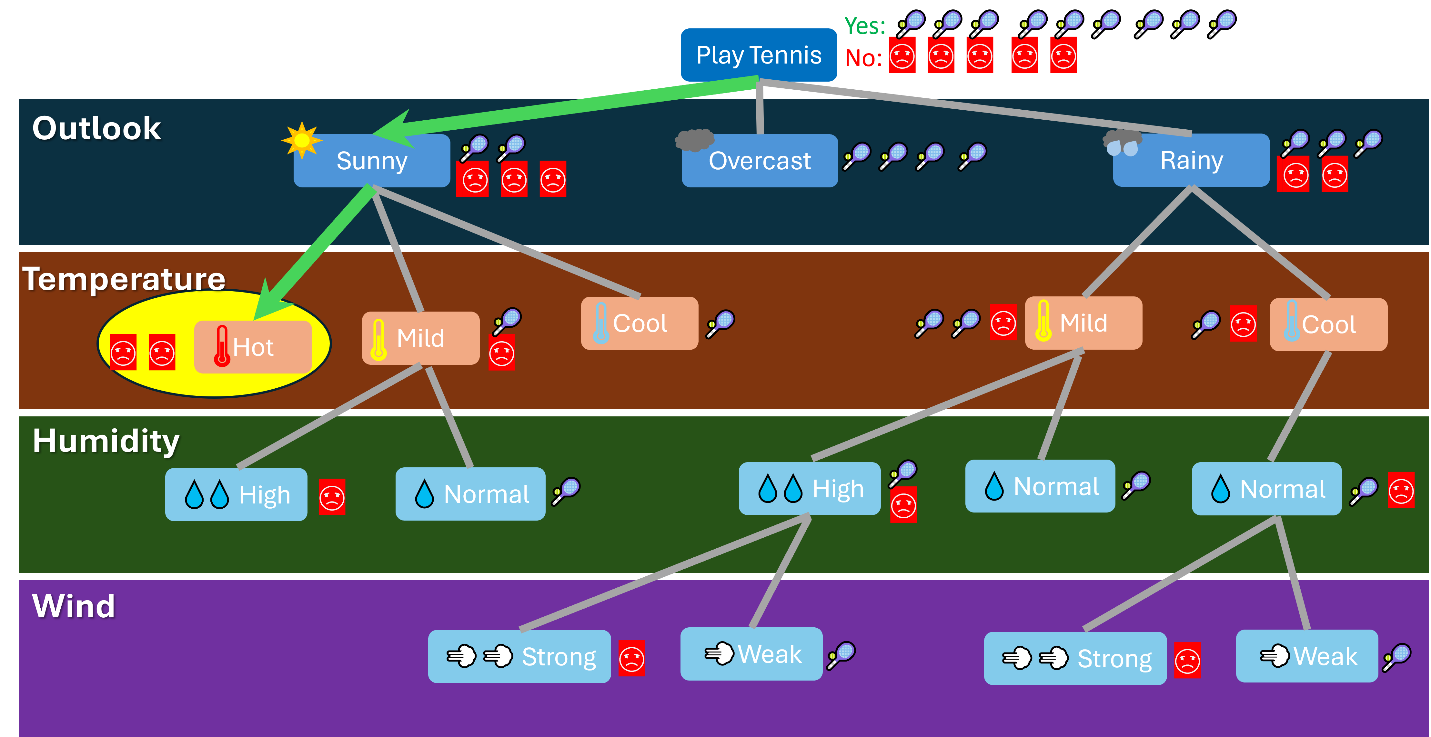 Yes:
Play Tennis
No:
Outlook
Sunny
Overcast
Rainy
Temperature
Hot
Mild
Cool
Mild
Cool
Humidity
High
Normal
High
Normal
Normal
Wind
Strong
Weak
Strong
Weak